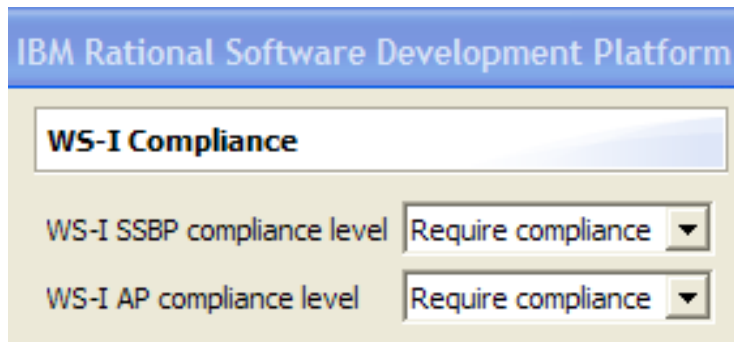 IBM Rational Software Development Platform
WS-I Compliance
WS-I SSBP compliance level Require compliance
WS-I AP compliance level Require compliance